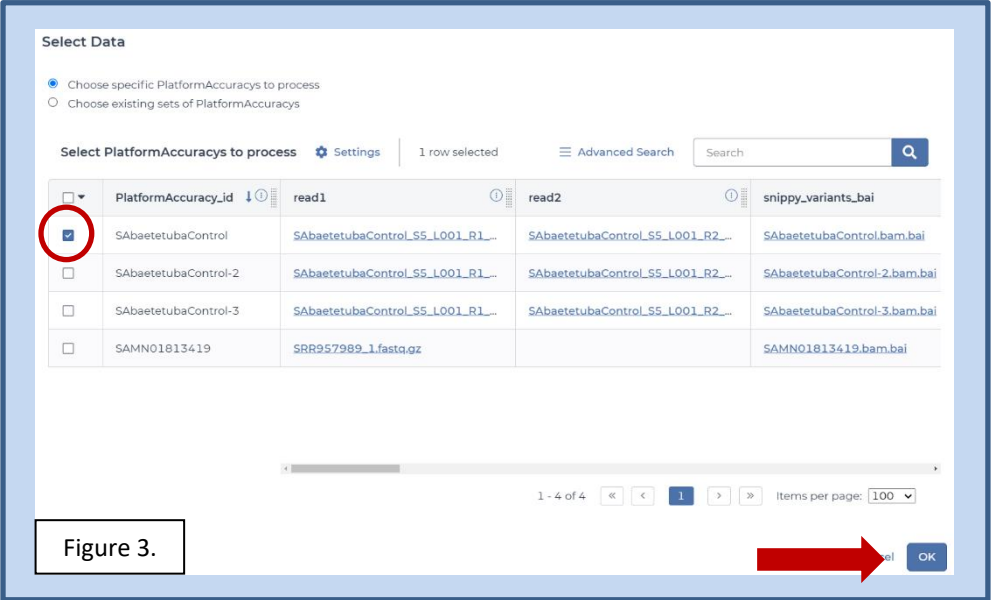 Select Data
Choose specific PlatformAccuracys to process
Choose existing sets of PlatformAccuracys
Select PlatformAccuracys to process Settings 1 row selected Advanced Search Search
PlatformAccuracy_id read1 read2 snippy_variants_bai
SAbaetetubaControl SAbaetetubaControl_S5_L001_R1_... SAbaetetubaControl_S5_L001_R2_... SAbaetetubaControl.bam.bai
SAbaetetubaControl-2 SAbaetetubaControl_S5_L001_R1_... SAbaetetubaControl_S5_L001_R2_... SAbaetetubaControl-2.bam.bai
SAbaetetubaControl-3 SAbaetetubaControl_S5_L001_R1_... SAbaetetubaControl_S5_L001_R2_... SAbaetetubaControl-3.bam.bai
SAMN01813419 SRR957989_1.fastq.gz SAMN01813419.bam.bai
1 - 4 of 4 « < 1 > » Items per page: 100
Figure 3.
OK